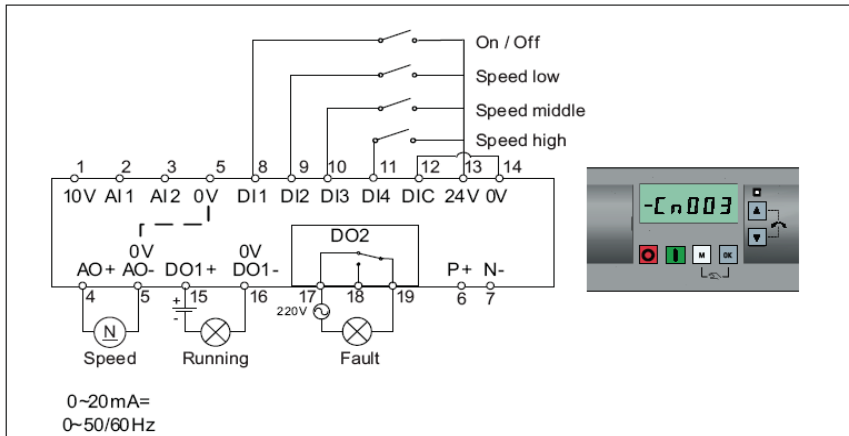 On / Off
Speed low
Speed middle
Speed high
1 2 3 5 8 9 10 11 12 13 14
10V AI1 AI2 0V DI1 DI2 DI3 DI4 DIC 24V 0V
DO2
0V 0V
AO+ AO- DO1+ DO1- P+ N-
4 5 15 16 17 18 19 6 7
+
-
220V
N
Speed Running Fault
0~20mA=
0~50/60Hz
-Cn003
M OK